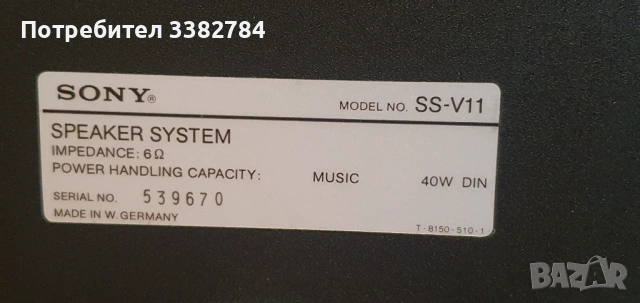 Потребител 3382784
SONY®
MODEL NO. SS-V11
SPEAKER SYSTEM
IMPEDANCE: 6Ω
POWER HANDLING CAPACITY: MUSIC 40W DIN
SERIAL NO. 539670
MADE IN W. GERMANY
T-8150-510-1
BAZAR